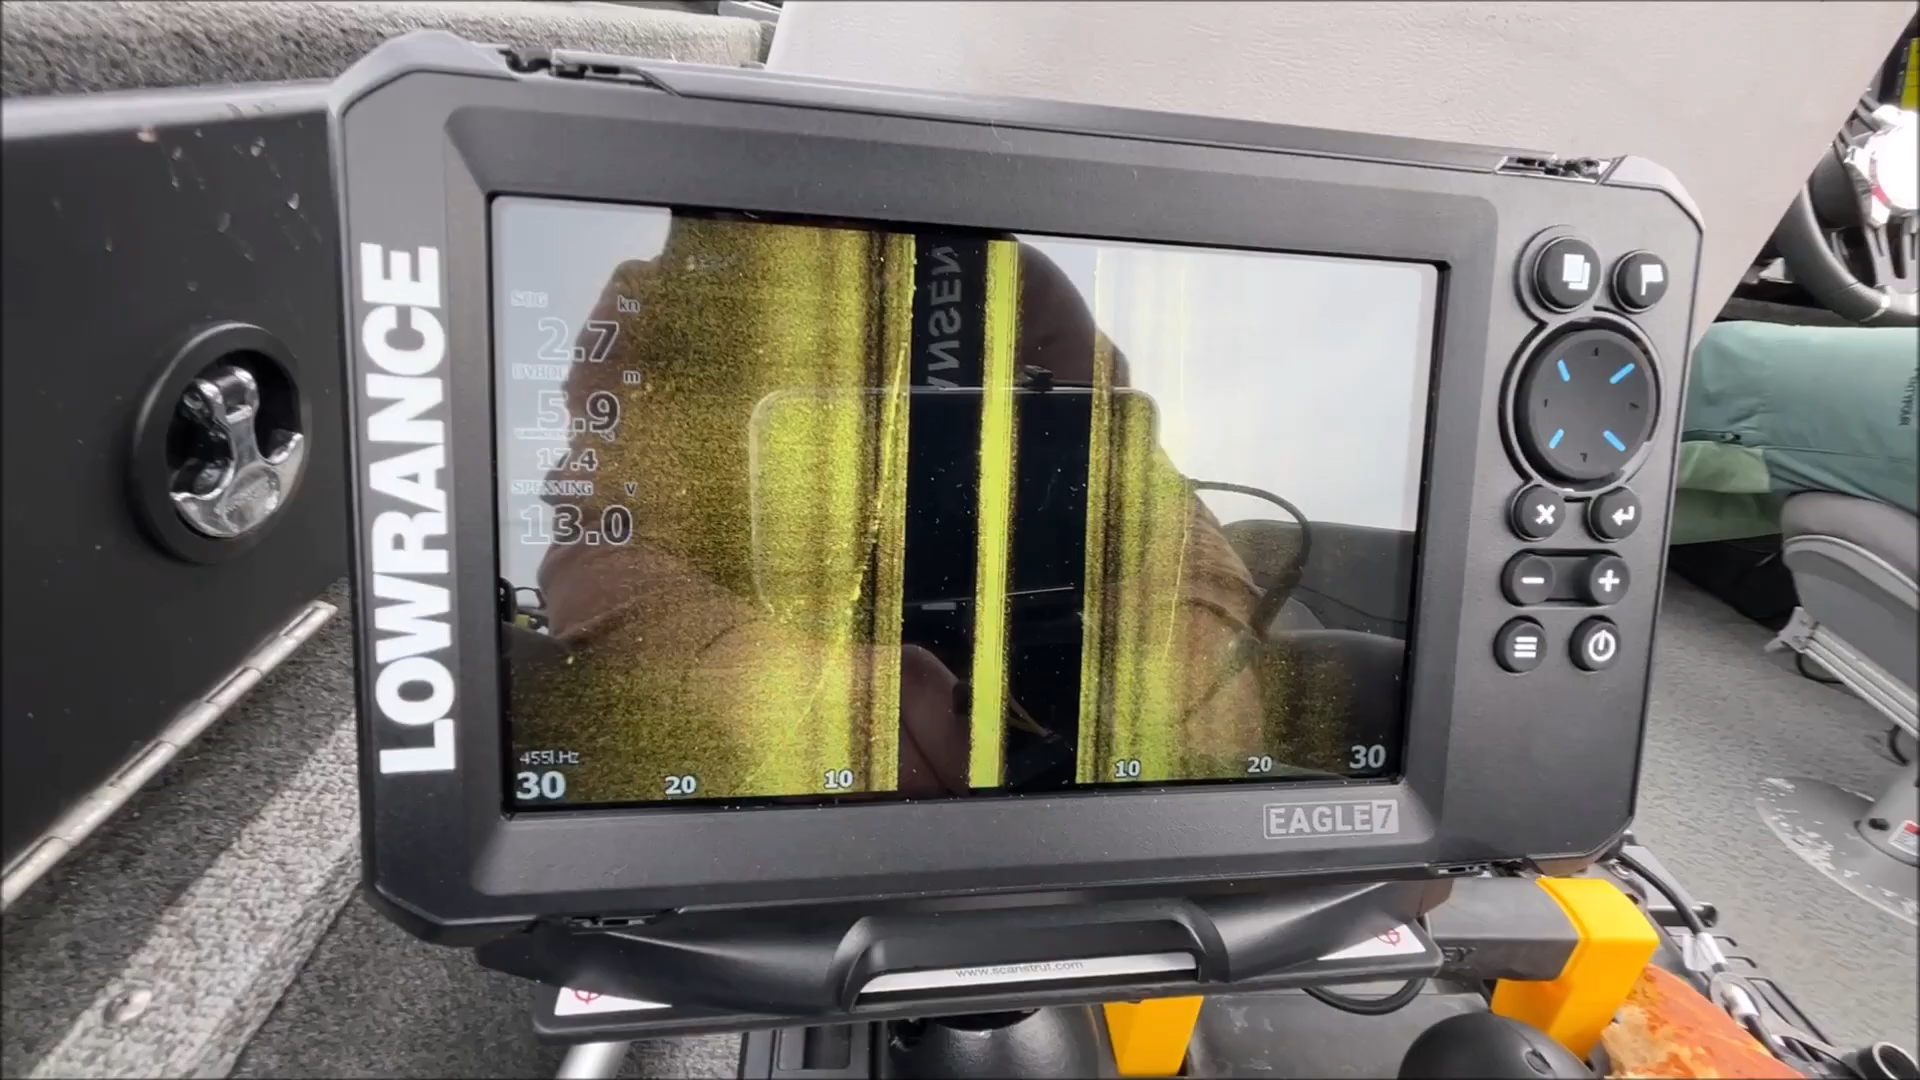 LOWRANCE
SOG kn
2.7
m
5.9
17.4
SPENNING V
13.0
455kHz
30 20 10 10 20 30
EAGLE7
www.scanstrut.com